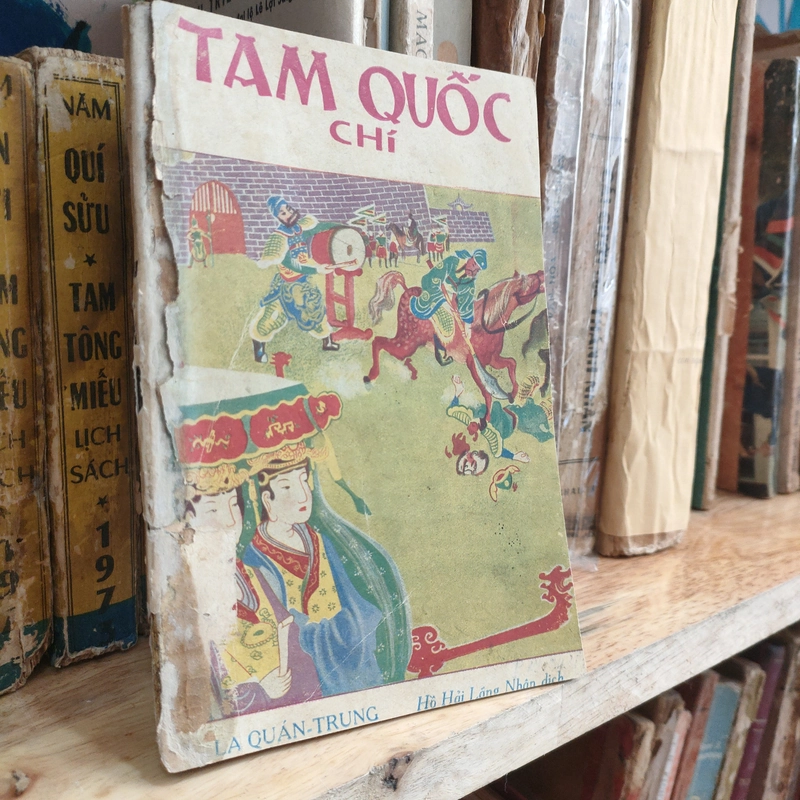 TAM QUỐC
CHÍ
LA QUÁN-TRUNG
Hồ Hải Lãng Nhân dịch
NĂM
QUÍ
SỬU
★
TAM
TÔNG
MIẾU
LỊCH
SÁCH
★
1973